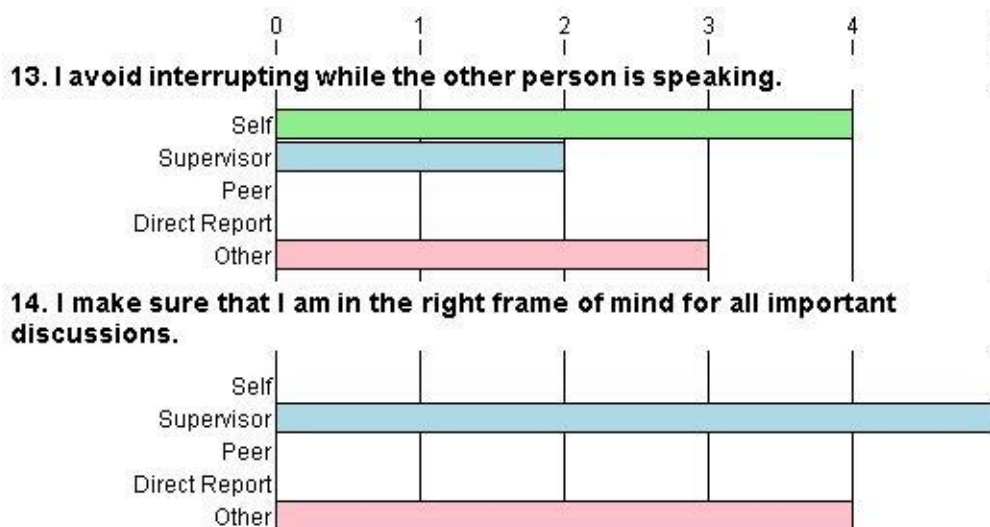 0 1 2 3 4
13. I avoid interrupting while the other person is speaking.
Self
Supervisor
Peer
Direct Report
Other
14. I make sure that I am in the right frame of mind for all important
discussions.
Self
Supervisor
Peer
Direct Report
Other